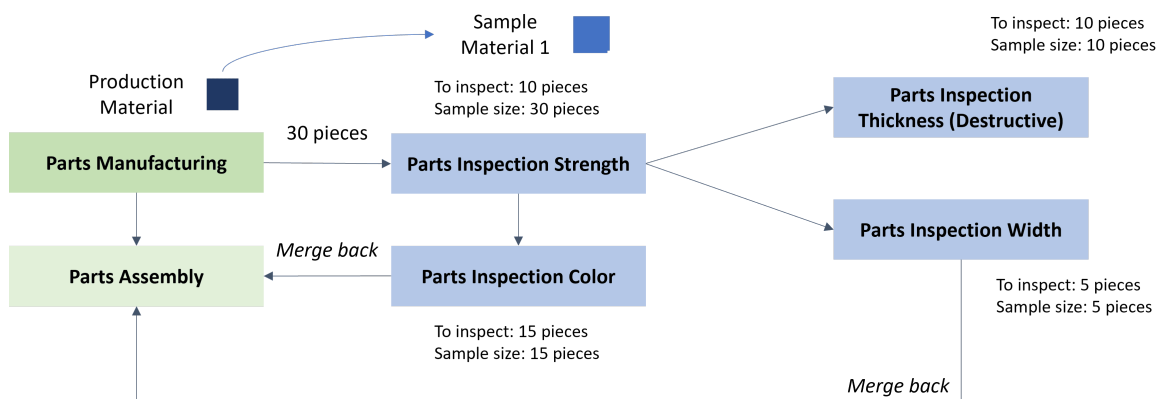 Sample
Material 1
To inspect: 10 pieces
Sample size: 10 pieces
Production
Material
To inspect: 10 pieces
Sample size: 30 pieces
Parts Inspection
Thickness (Destructive)
30 pieces
Parts Manufacturing
Parts Inspection Strength
Parts Inspection Width
Merge back
Parts Assembly
Parts Inspection Color
To inspect: 5 pieces
Sample size: 5 pieces
To inspect: 15 pieces
Sample size: 15 pieces
Merge back